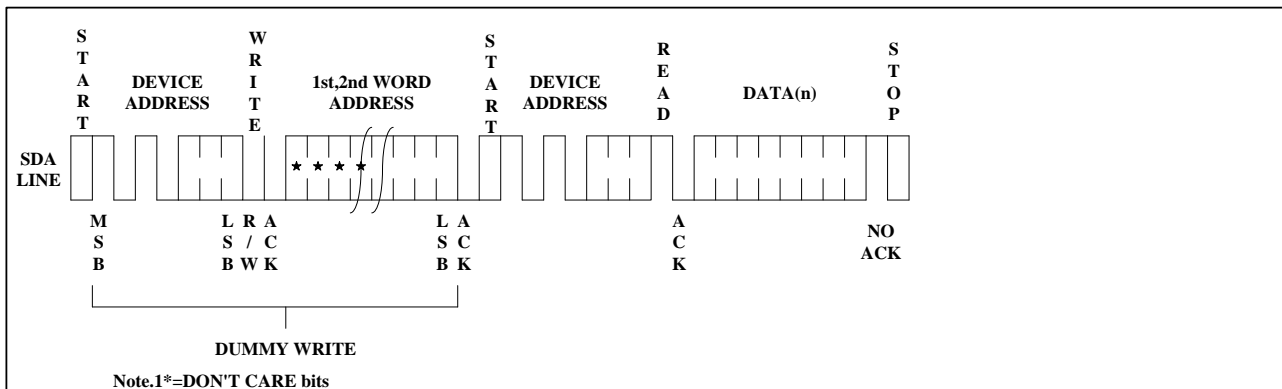 START
WRITE
START
READ
STOP
DEVICE
ADDRESS
1st,2nd WORD
ADDRESS
DEVICE
ADDRESS
DATA(n)
SDA
LINE
★ ★ ★ ★
MSB
LSB
R/W
ACK
LSB
ACK
ACK
NO
ACK
DUMMY WRITE
Note.1*=DON'T CARE bits